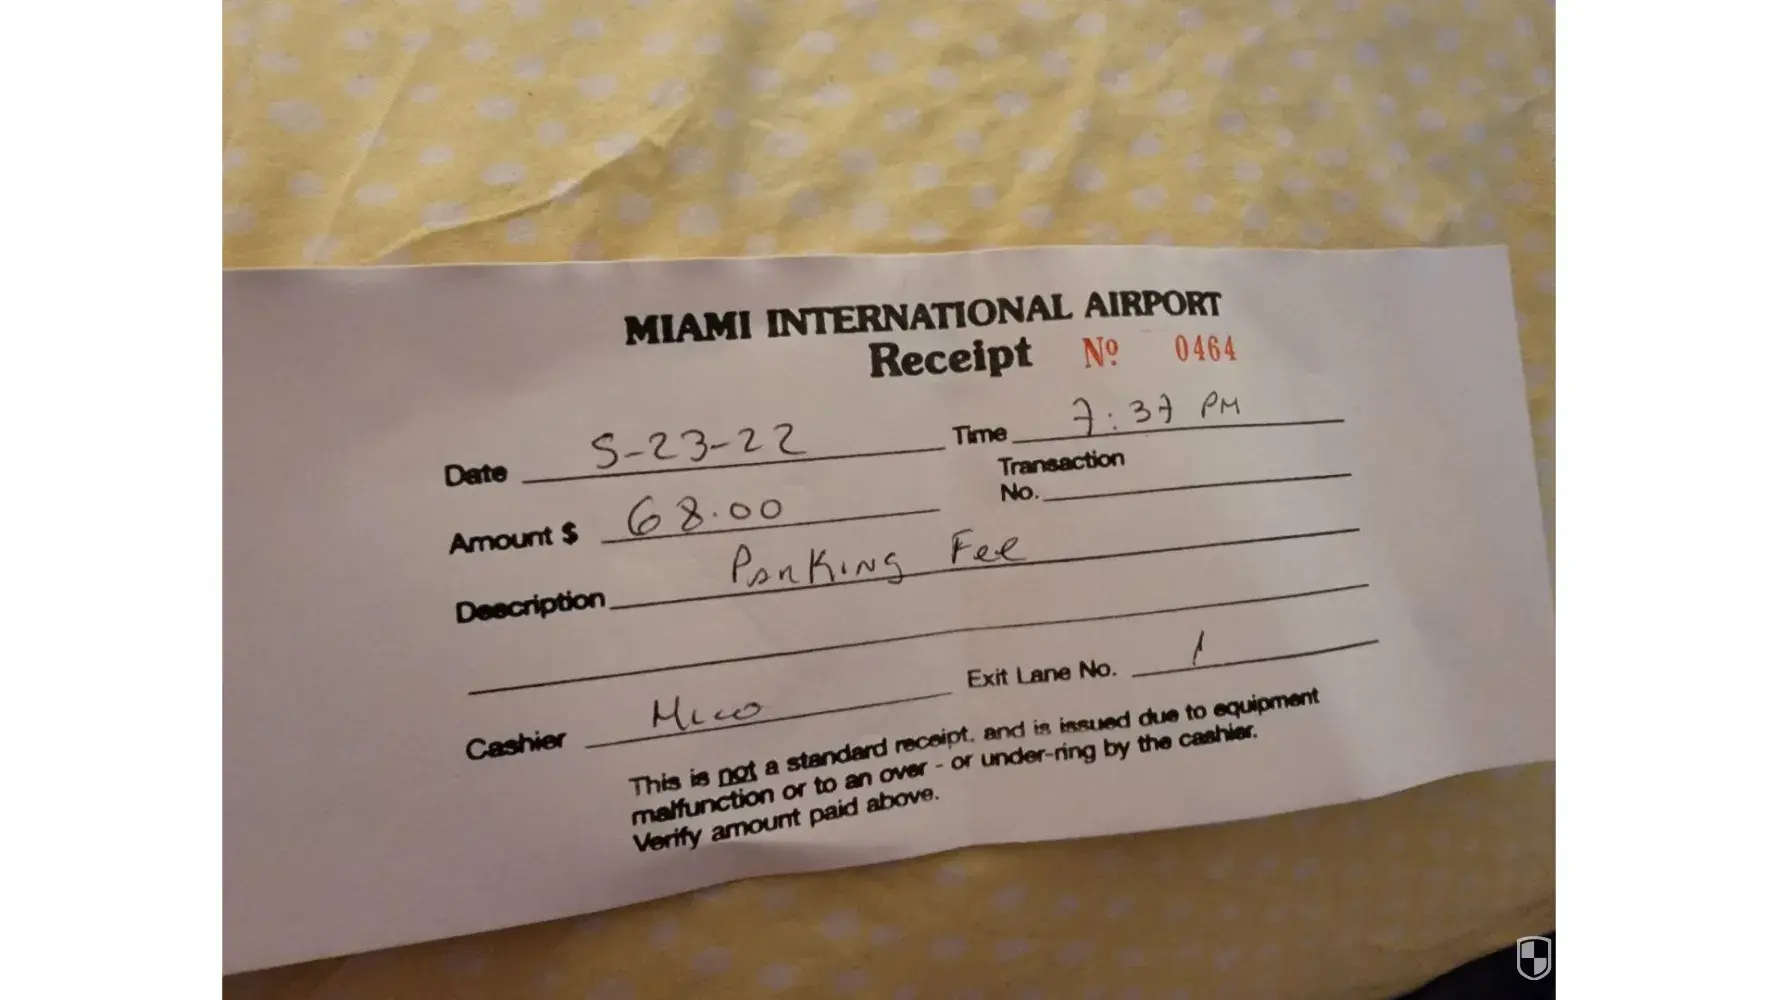 MIAMI INTERNATIONAL AIRPORT
Receipt Nº 0464
Date 5-23-22 Time 7:37 PM
Amount $ 68.00 Transaction No.
Description Parking Fee
Cashier Mico Exit Lane No. 1
This is not a standard receipt, and is issued due to equipment
malfunction or to an over - or under-ring by the cashier.
Verify amount paid above.